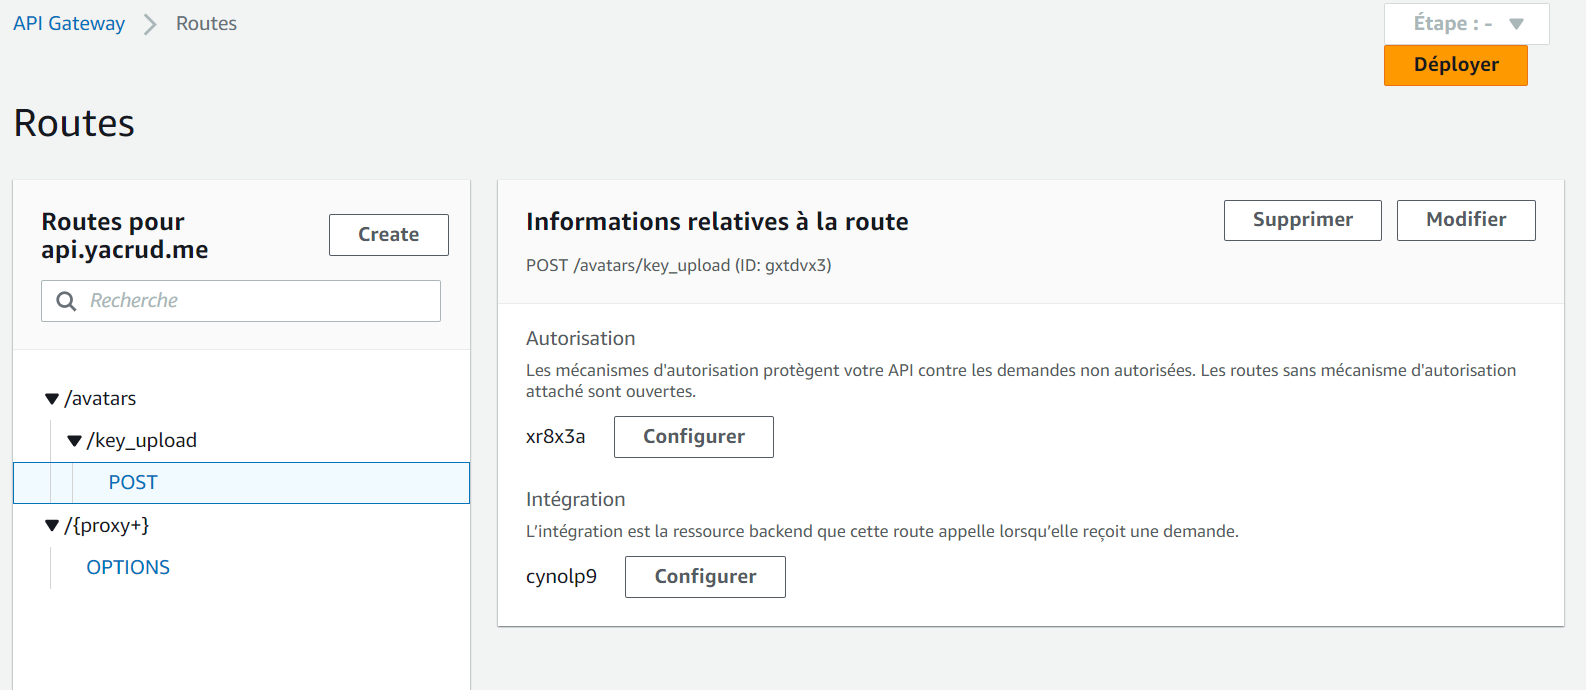 API Gateway
Routes
Étape : -
Déployer
Routes
Routes pour
api.yacrud.me
Create
Recherche
/avatars
/key_upload
POST
/{proxy+}
OPTIONS
Informations relatives à la route
Supprimer
Modifier
POST /avatars/key_upload (ID: gxtdvx3)
Autorisation
Les mécanismes d'autorisation protègent votre API contre les demandes non autorisées. Les routes sans mécanisme d'autorisation
attaché sont ouvertes.
xr8x3a
Configurer
Intégration
L’intégration est la ressource backend que cette route appelle lorsqu’elle reçoit une demande.
cynolp9
Configurer